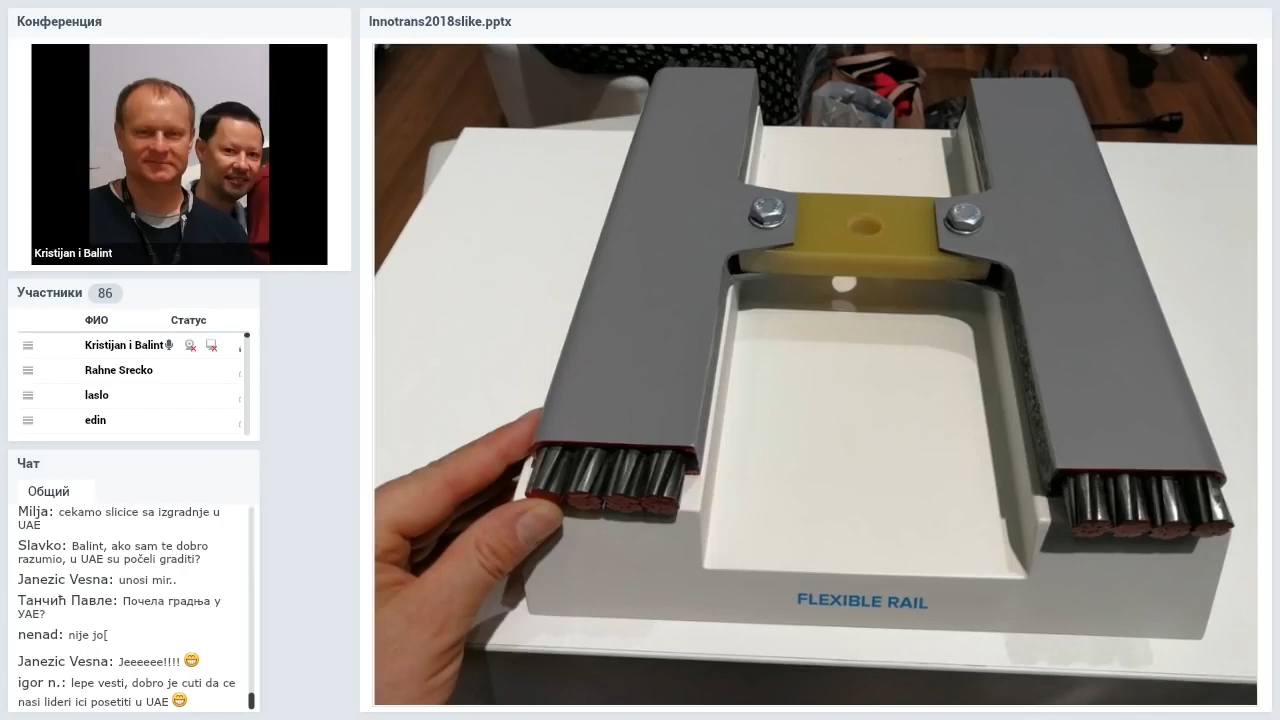 Конференция
Kristijan i Balint
Участники 86
ФИО Статус
Kristijan i Balint
Rahne Srecko
laslo
edin
Чат
Общий
Milja: cekamo slicice sa izgradnje u
UAE
Slavko: Balint, ako sam te dobro
razumio, u UAE su počeli graditi?
Janezic Vesna: unosi mir..
Танчић Павле: Почела градња у
УАЕ?
nenad: nije jo[
Janezic Vesna: Jeeeeee!!!! 😁
igor n.: lepe vesti, dobro je cuti da ce
nasi lideri ici posetiti u UAE 😁
Innotrans2018slike.pptx
FLEXIBLE RAIL